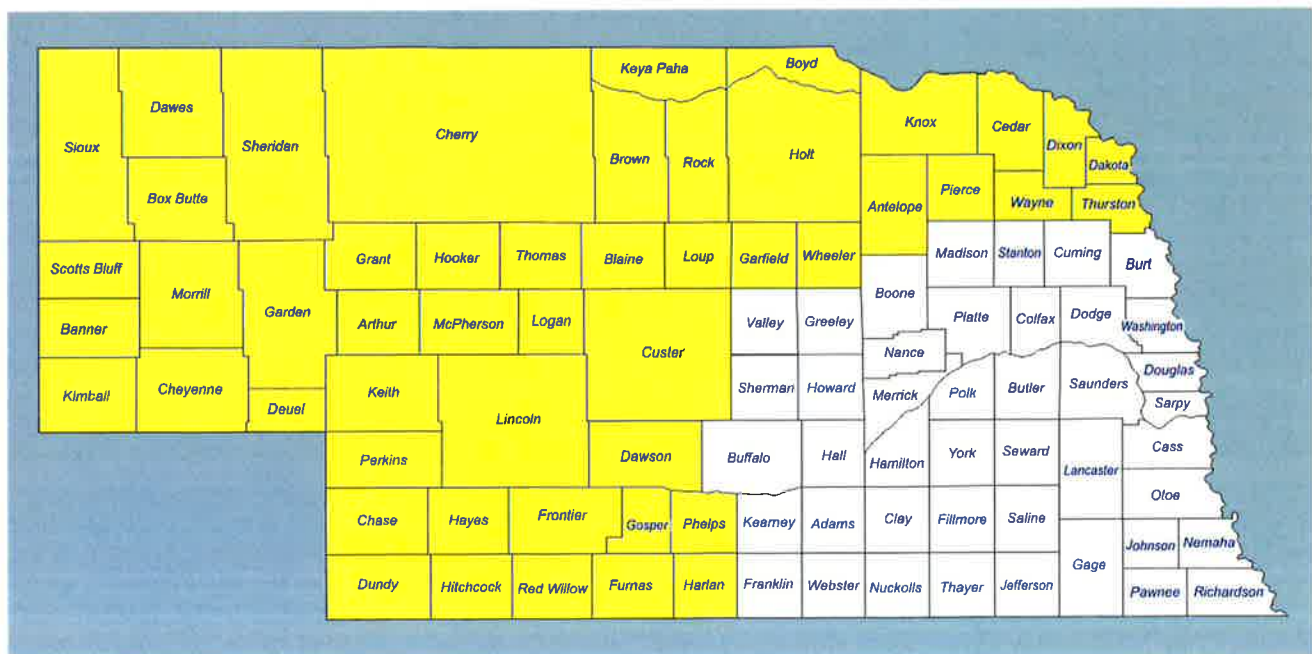 Keya Paha
Boyd
Dawes
Sioux
Sheridan
Cherry
Brown
Rock
Holt
Knox
Cedar
Dixon
Dakota
Box Butte
Antelope
Pierce
Wayne
Thurston
Scotts Bluff
Morrill
Garden
Grant
Hooker
Thomas
Blaine
Loup
Garfield
Wheeler
Madison
Stanton
Cuming
Burt
Banner
Arthur
McPherson
Logan
Custer
Valley
Greeley
Boone
Platte
Colfax
Dodge
Washington
Nance
Kimball
Cheyenne
Deuel
Keith
Lincoln
Sherman
Howard
Merrick
Polk
Butler
Saunders
Douglas
Sarpy
Perkins
Dawson
Buffalo
Hall
Hamilton
York
Seward
Lancaster
Cass
Otoe
Chase
Hayes
Frontier
Gosper
Phelps
Kearney
Adams
Clay
Fillmore
Saline
Gage
Johnson
Nemaha
Dundy
Hitchcock
Red Willow
Furnas
Harlan
Franklin
Webster
Nuckolls
Thayer
Jefferson
Pawnee
Richardson